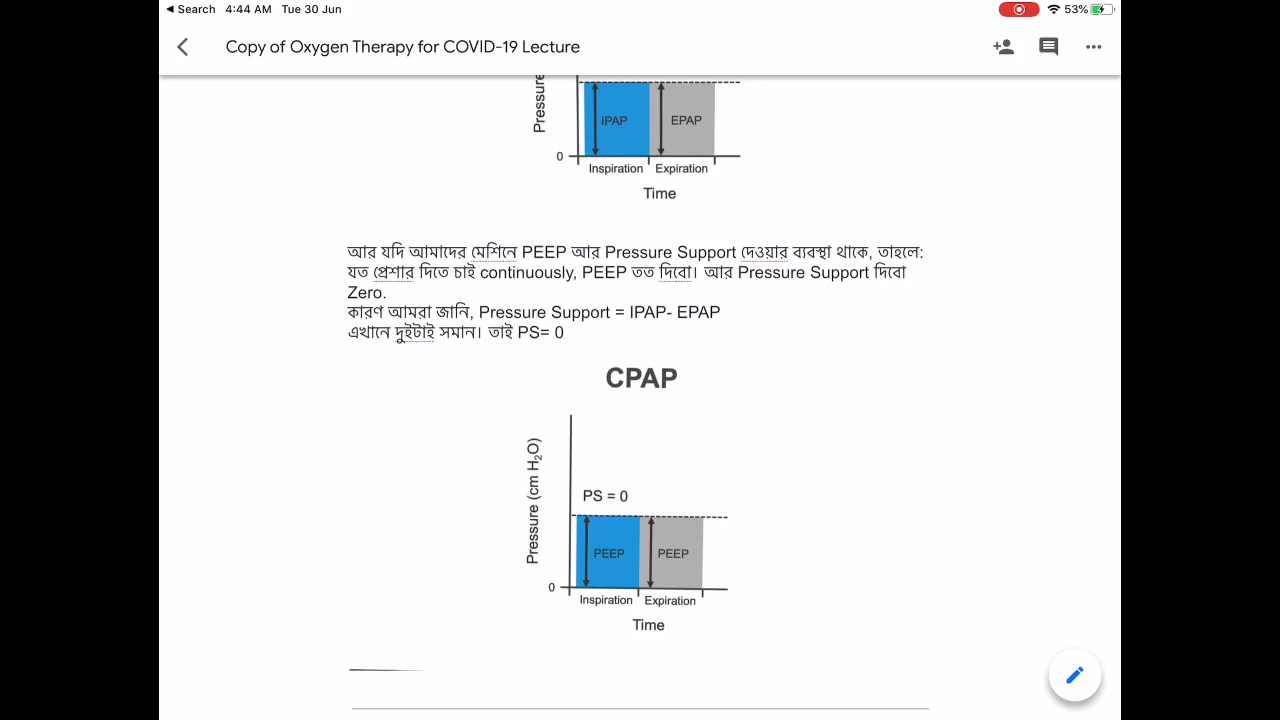 Search 4:44 AM Tue 30 Jun 53%
Copy of Oxygen Therapy for COVID-19 Lecture
Pressure
IPAP EPAP
0
Inspiration Expiration
Time
আর যদি আমাদের মেশিনে PEEP আর Pressure Support দেওয়ার ব্যবস্থা থাকে, তাহলে:
যত প্রেশার দিতে চাই continuously, PEEP তত দিবো। আর Pressure Support দিবো
Zero.
কারণ আমরা জানি, Pressure Support = IPAP- EPAP
এখানে দুইটাই সমান। তাই PS= 0
CPAP
Pressure (cm H₂O)
PS = 0
PEEP PEEP
0
Inspiration Expiration
Time